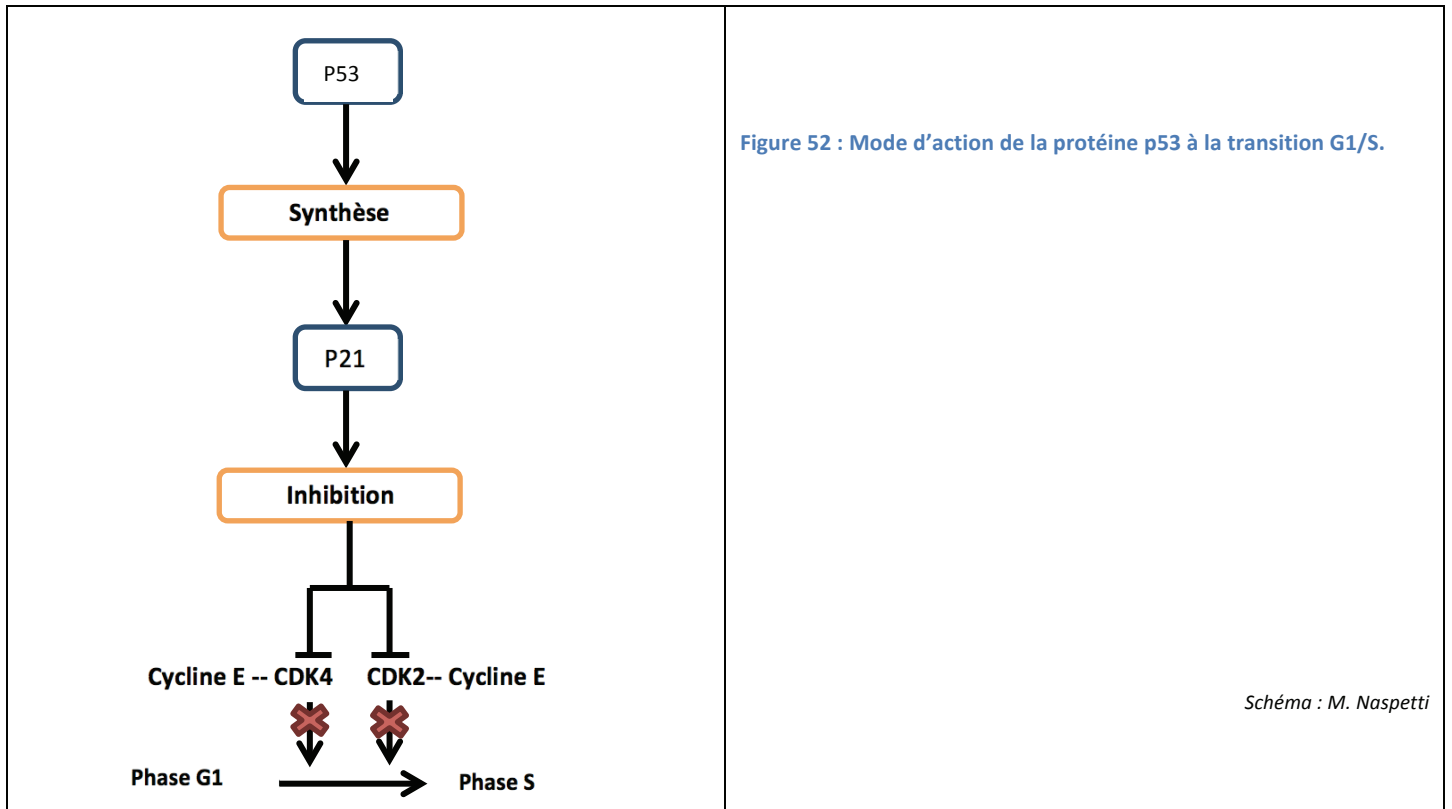 P53
Synthèse
P21
Inhibition
Cycline E -- CDK4 CDK2-- Cycline E
Phase G1 Phase S
Figure 52 : Mode d'action de la protéine p53 à la transition G1/S.
Schéma : M. Naspetti